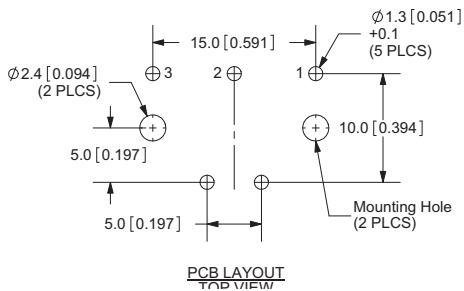 Ø1.3 [0.051]
+0.1
(5 PLCS)
15.0 [0.591]
Ø2.4 [0.094]
(2 PLCS)
3
2
1
10.0 [0.394]
5.0 [0.197]
5.0 [0.197]
Mounting Hole
(2 PLCS)
PCB LAYOUT
TOP VIEW